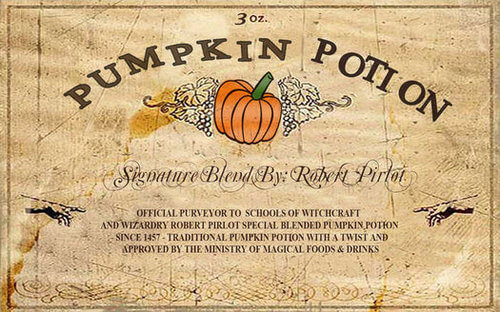 3 oz.
PUMPKIN POTION
Signature Blend By: Robert Pirlot
OFFICIAL PURVEYOR TO SCHOOLS OF WITCHCRAFT
AND WIZARDRY ROBERT PIRLOT SPECIAL BLENDED PUMPKIN POTION
SINCE 1457 - TRADITIONAL PUMPKIN POTION WITH A TWIST AND
APPROVED BY THE MINISTRY OF MAGICAL FOODS & DRINKS